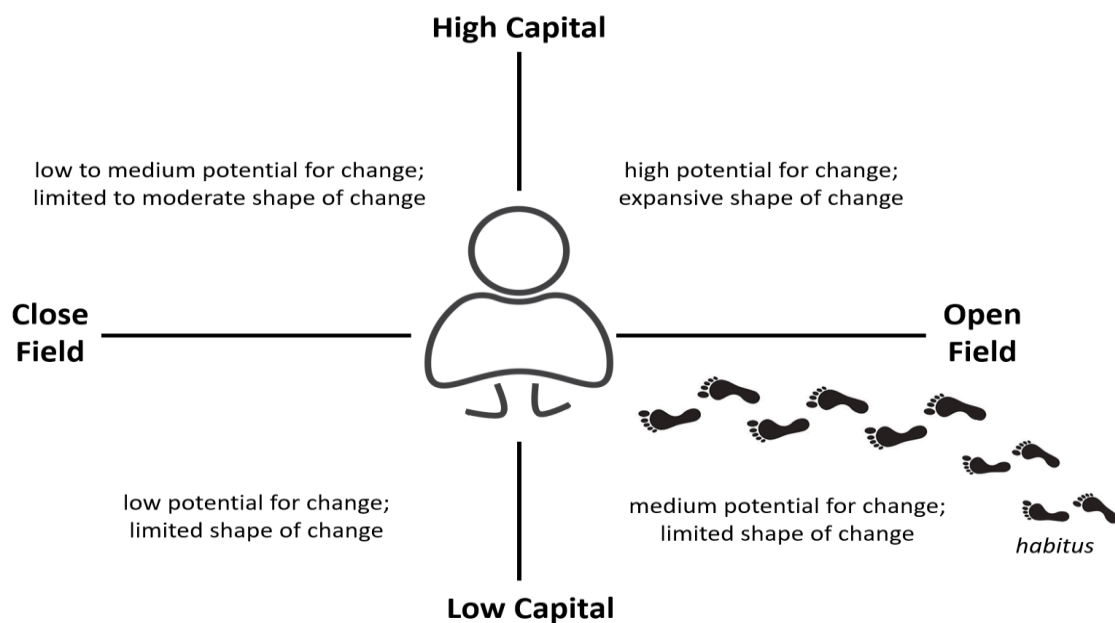 High Capital
low to medium potential for change;
limited to moderate shape of change
high potential for change;
expansive shape of change
Close
Field
Open
Field
low potential for change;
limited shape of change
medium potential for change;
limited shape of change
habitus
Low Capital